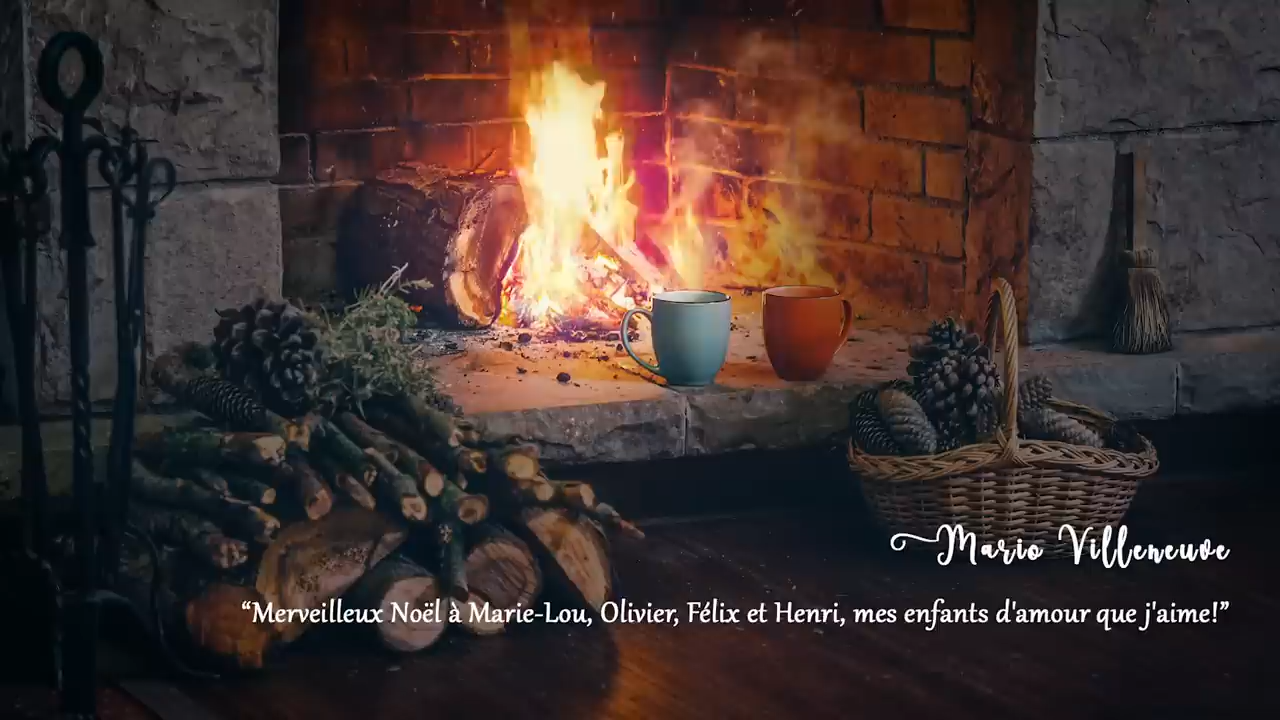 Mario Villeneuve
“Merveilleux Noël à Marie-Lou, Olivier, Félix et Henri, mes enfants d'amour que j'aime!”